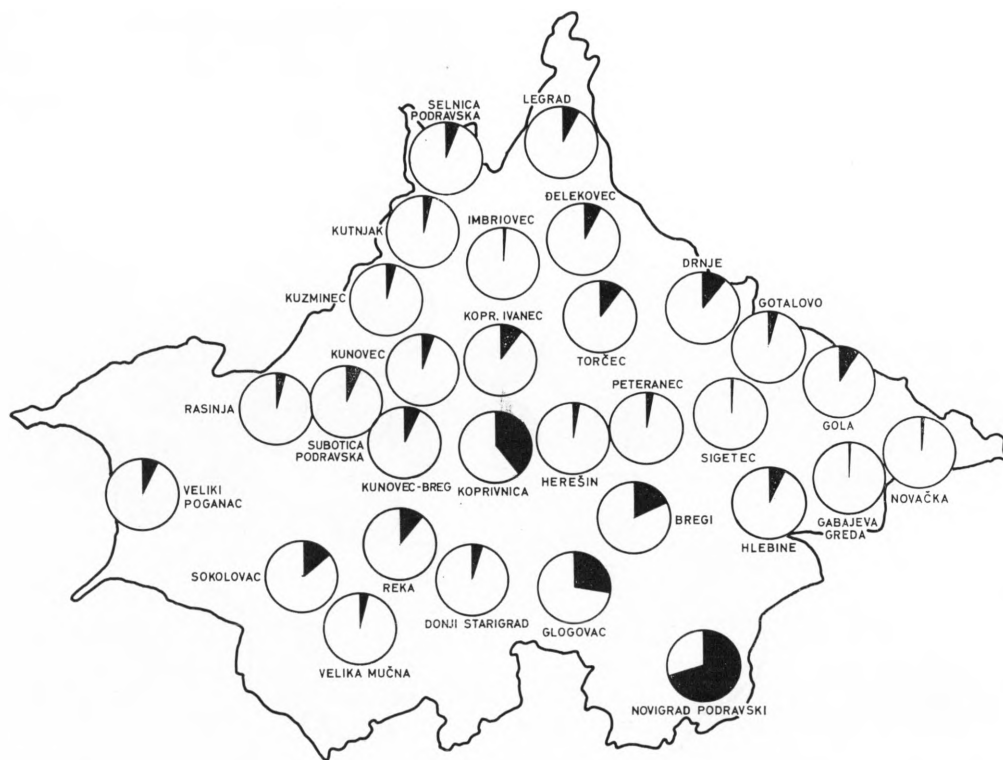 SELNICA
PODRAVSKA
LEGRAD
KUTNJAK
IMBRIOVEC
ĐELEKOVEC
DRNJE
KUZMINEC
GOTALOVO
KOPR. IVANEC
TORČEC
KUNOVEC
RASINJA
SUBOTICA
PODRAVSKA
PETERANEC
GOLA
SIGETEC
KUNOVEC-BREG
KOPRIVNICA
HEREŠIN
NOVAČKA
VELIKI
POGANAC
GABAJEVA
GREDA
HLEBINE
BREGI
SOKOLOVAC
REKA
DONJI STARIGRAD
GLOGOVAC
VELIKA MUČNA
NOVIGRAD PODRAVSKI